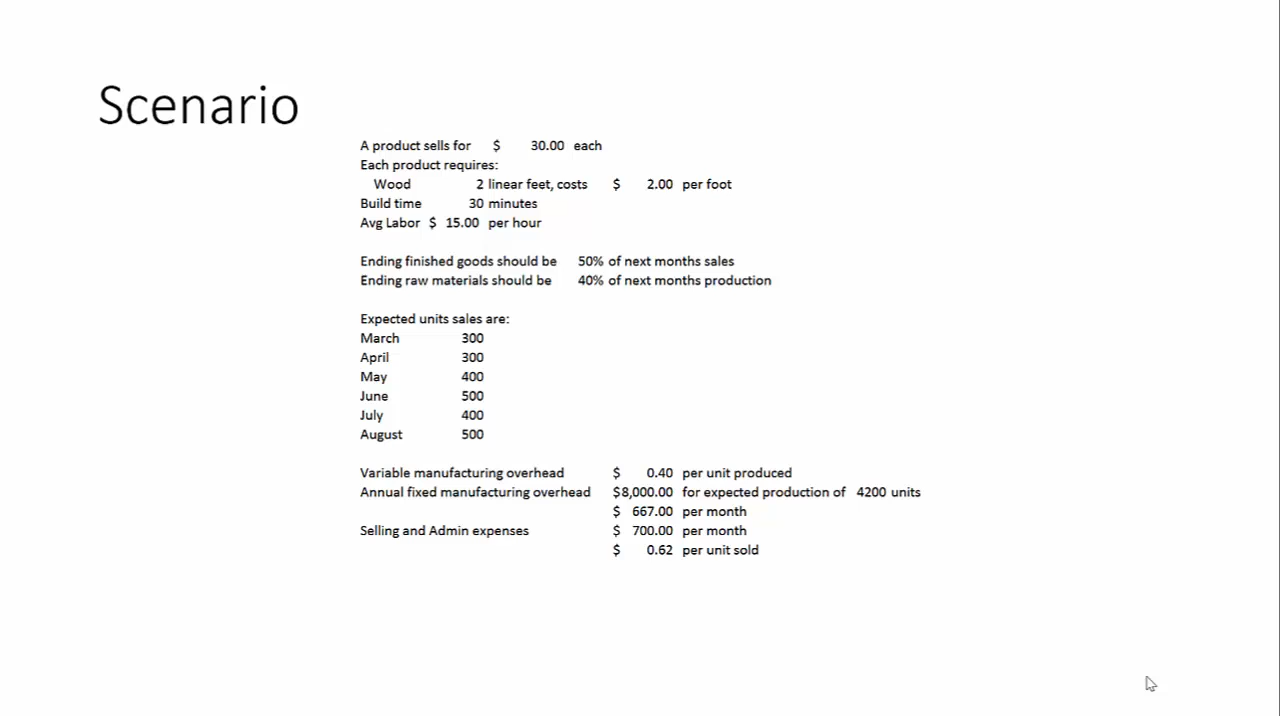 Scenario
A product sells for $ 30.00 each
Each product requires:
Wood 2 linear feet, costs $ 2.00 per foot
Build time 30 minutes
Avg Labor $ 15.00 per hour
Ending finished goods should be 50% of next months sales
Ending raw materials should be 40% of next months production
Expected units sales are:
March 300
April 300
May 400
June 500
July 400
August 500
Variable manufacturing overhead $ 0.40 per unit produced
Annual fixed manufacturing overhead $8,000.00 for expected production of 4200 units
$ 667.00 per month
Selling and Admin expenses $ 700.00 per month
$ 0.62 per unit sold